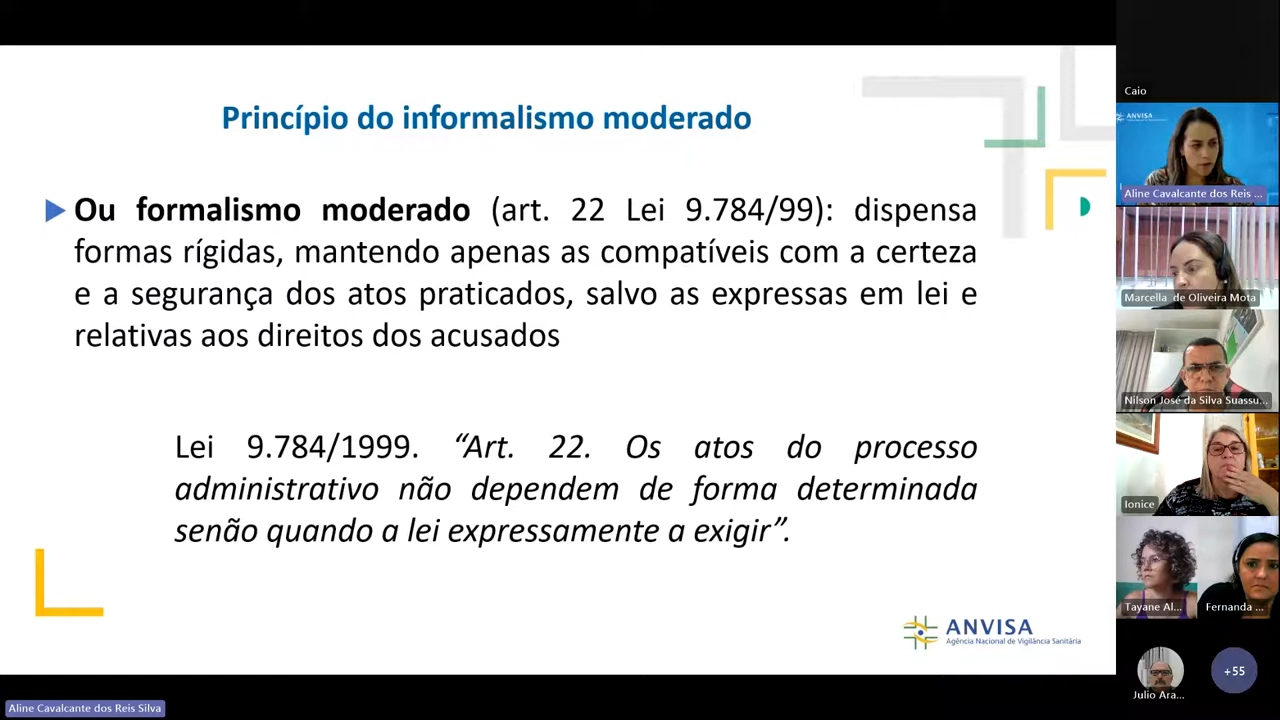 Princípio do informalismo moderado
Ou formalismo moderado (art. 22 Lei 9.784/99): dispensa
formas rígidas, mantendo apenas as compatíveis com a certeza
e a segurança dos atos praticados, salvo as expressas em lei e
relativas aos direitos dos acusados
Lei 9.784/1999. “Art. 22. Os atos do processo
administrativo não dependem de forma determinada
senão quando a lei expressamente a exigir”.
ANVISA
Agência Nacional de Vigilância Sanitária
Caio
ANVISA
Aline Cavalcante dos Reis ...
Marcella de Oliveira Mota
Nilson José da Silva Suassu...
Ionice
Tayane Al...
Fernanda ...
Julio Ara...
+55
Aline Cavalcante dos Reis Silva